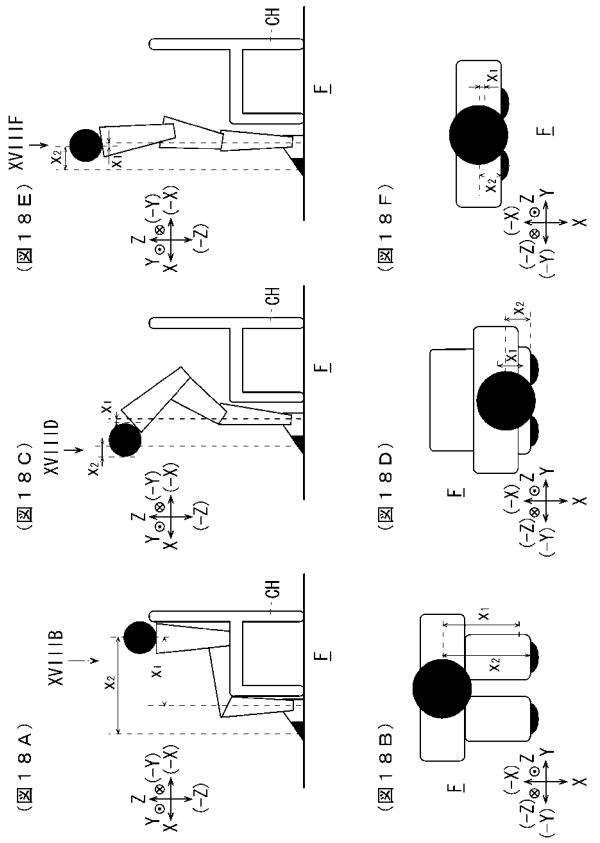 (図18A)
XVIIIB
X₂
X₁
Z
Y
(-Y)
X
(-X)
(-Z)
CH
F
(図18C)
XVIIID
X₂
X₁
Z
Y
(-Y)
X
(-X)
(-Z)
CH
F
(図18E)
XVIIIF
X₂
X₁
Z
Y
(-Y)
X
(-X)
(-Z)
CH
F
(図18B)
F
X₁
X₂
(-X)
(-Z)
Z
(-Y)
Y
X
(図18D)
F
X₁
X₂
(-X)
(-Z)
Z
(-Y)
Y
X
(図18F)
X₁
X₂
F
(-X)
(-Z)
Z
(-Y)
Y
X